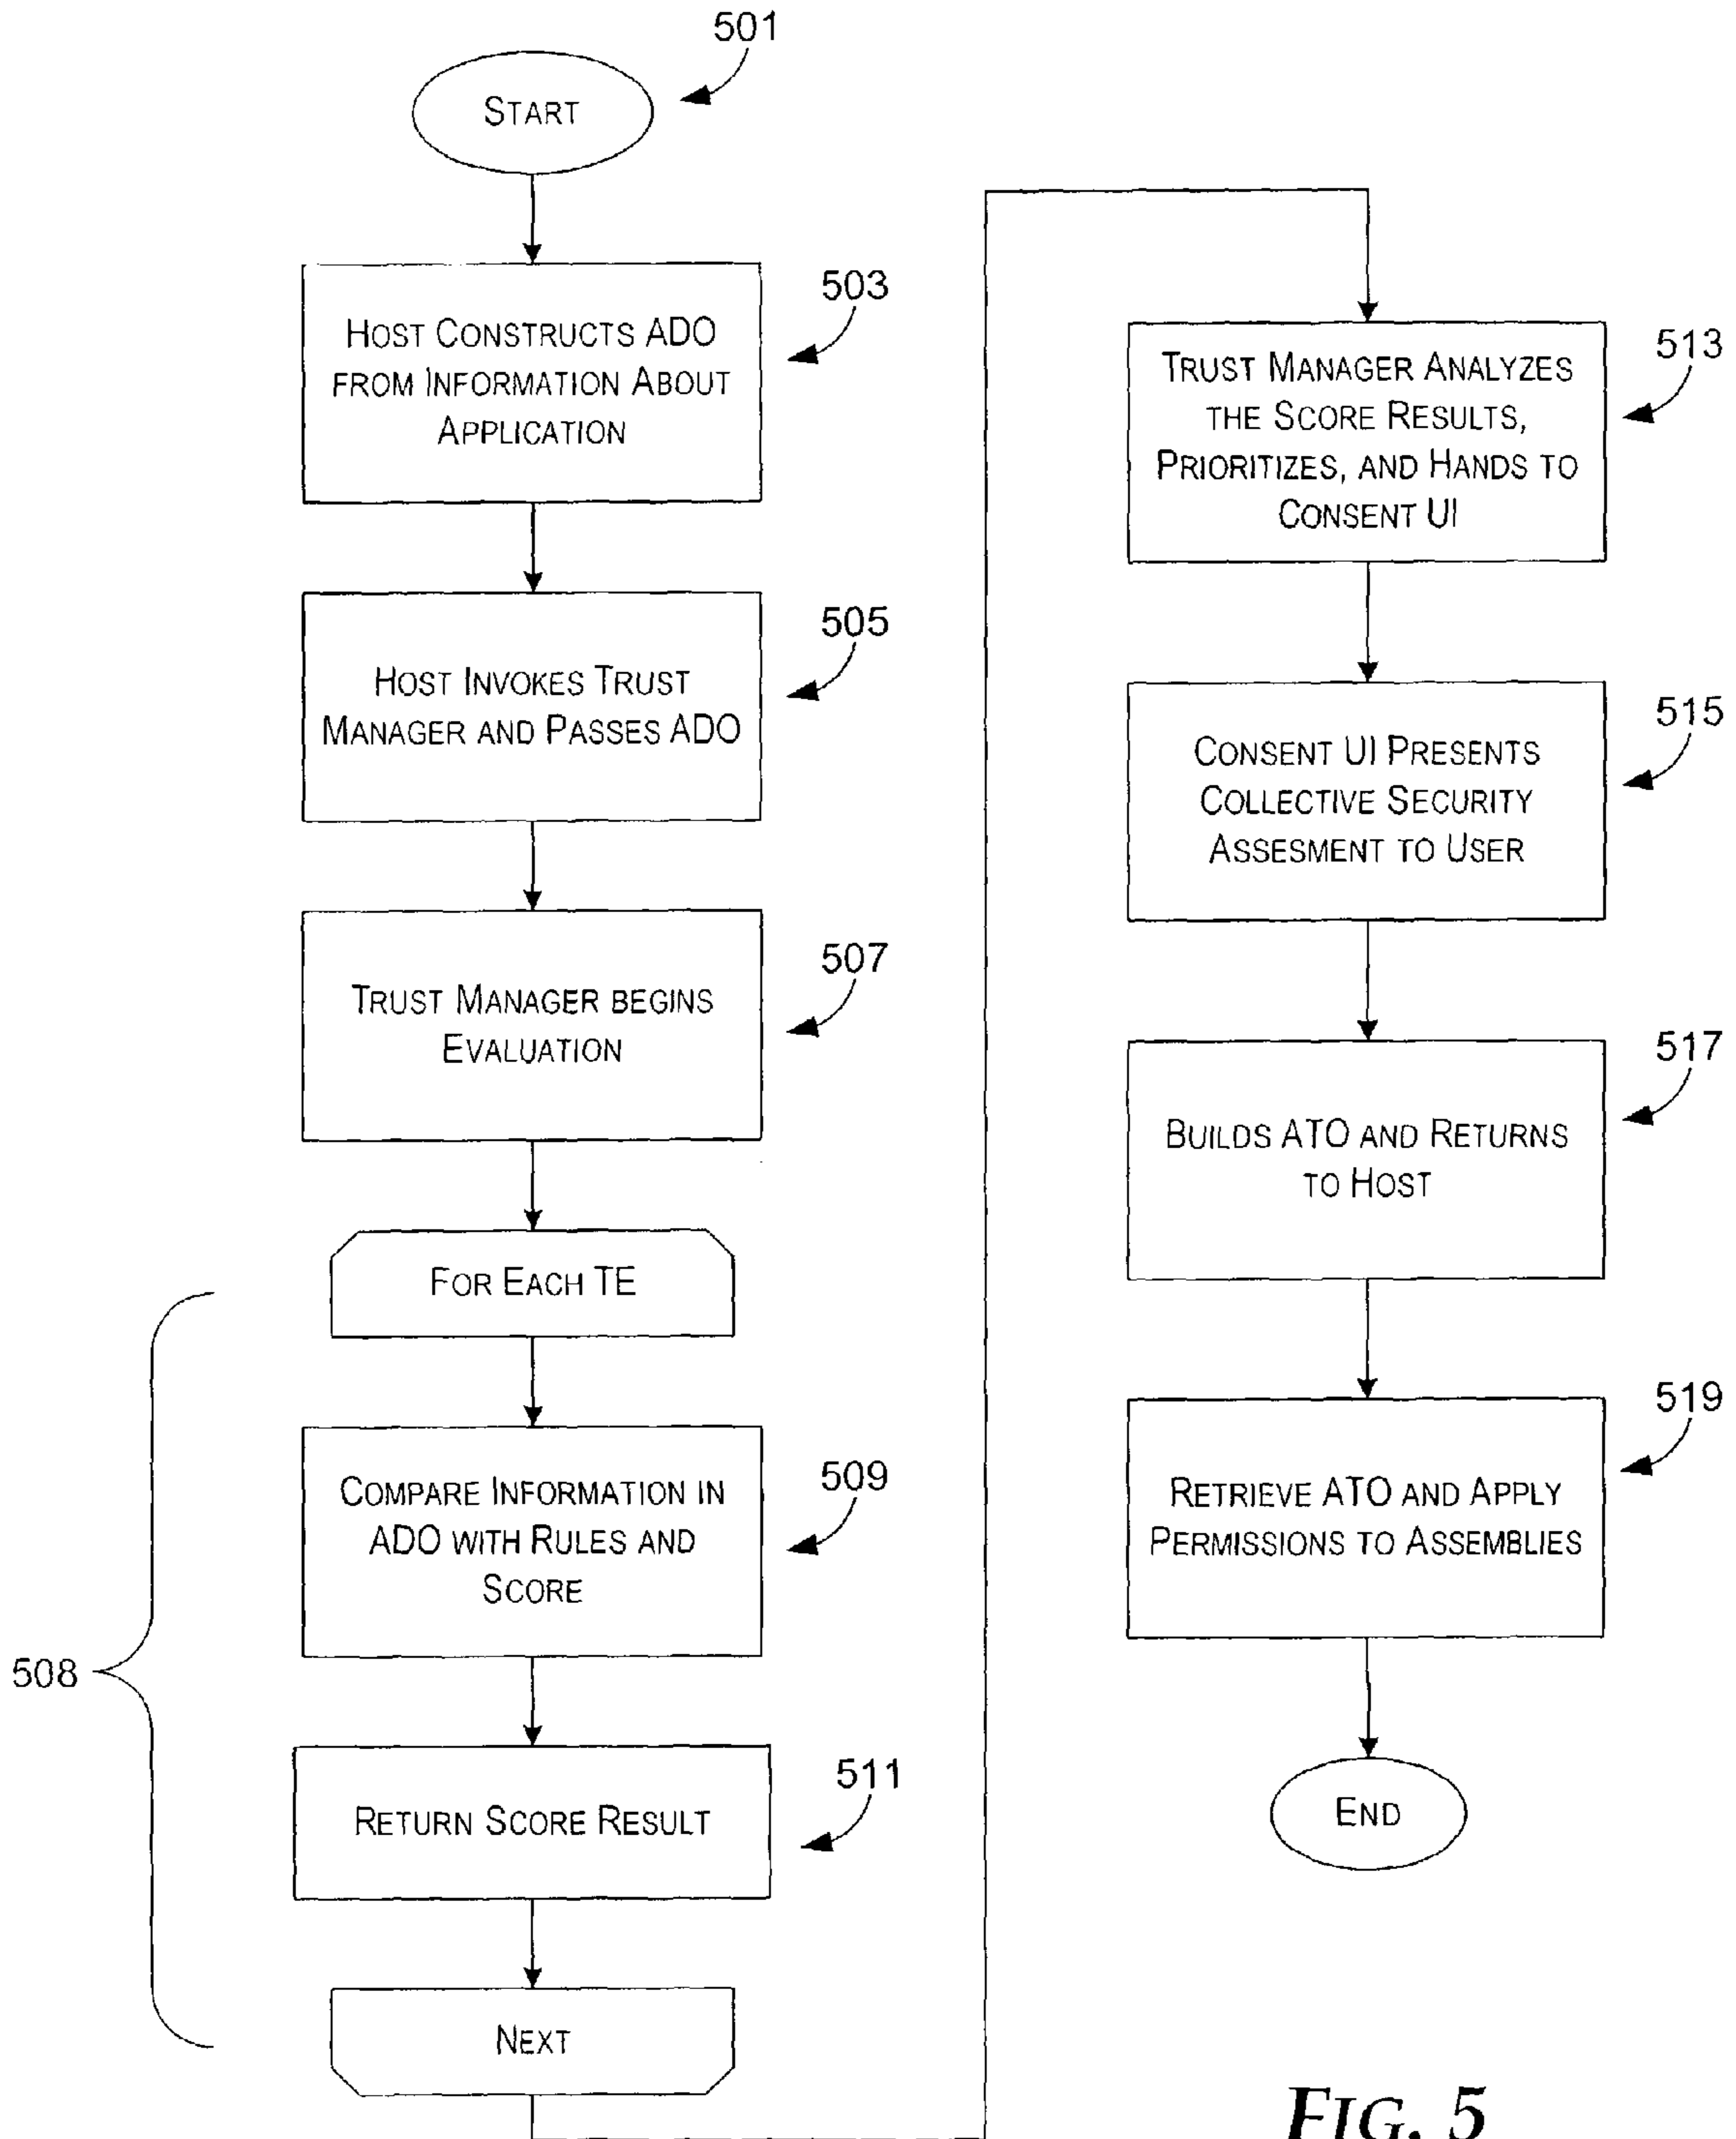 501
START
503
HOST CONSTRUCTS ADO
FROM INFORMATION ABOUT
APPLICATION
505
HOST INVOKES TRUST
MANAGER AND PASSES ADO
507
TRUST MANAGER BEGINS
EVALUATION
FOR EACH TE
508
509
COMPARE INFORMATION IN
ADO WITH RULES AND
SCORE
511
RETURN SCORE RESULT
NEXT
513
TRUST MANAGER ANALYZES
THE SCORE RESULTS,
PRIORITIZES, AND HANDS TO
CONSENT UI
515
CONSENT UI PRESENTS
COLLECTIVE SECURITY
ASSESMENT TO USER
517
BUILDS ATO AND RETURNS
TO HOST
519
RETRIEVE ATO AND APPLY
PERMISSIONS TO ASSEMBLIES
END
FIG. 5